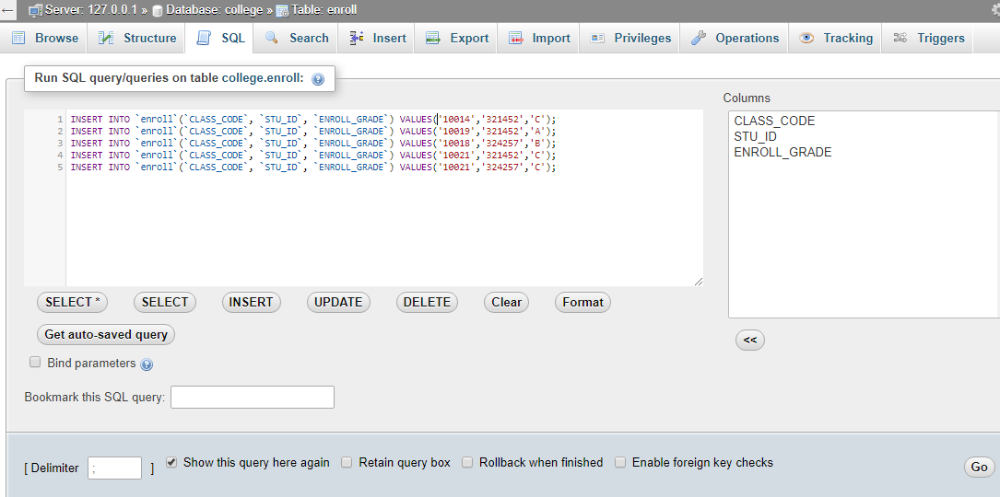 Server: 127.0.0.1 » Database: college » Table: enroll
Browse Structure SQL Search Insert Export Import Privileges Operations Tracking Triggers
Run SQL query/queries on table college.enroll:
1 INSERT INTO `enroll`(`CLASS_CODE`, `STU_ID`, `ENROLL_GRADE`) VALUES('10014','321452','C');
2 INSERT INTO `enroll`(`CLASS_CODE`, `STU_ID`, `ENROLL_GRADE`) VALUES('10019','321452','A');
3 INSERT INTO `enroll`(`CLASS_CODE`, `STU_ID`, `ENROLL_GRADE`) VALUES('10018','324257','B');
4 INSERT INTO `enroll`(`CLASS_CODE`, `STU_ID`, `ENROLL_GRADE`) VALUES('10021','321452','C');
5 INSERT INTO `enroll`(`CLASS_CODE`, `STU_ID`, `ENROLL_GRADE`) VALUES('10021','324257','C');
Columns
CLASS_CODE
STU_ID
ENROLL_GRADE
SELECT * SELECT INSERT UPDATE DELETE Clear Format
Get auto-saved query
<<
Bind parameters
Bookmark this SQL query:
[ Delimiter ; ] Show this query here again Retain query box Rollback when finished Enable foreign key checks Go